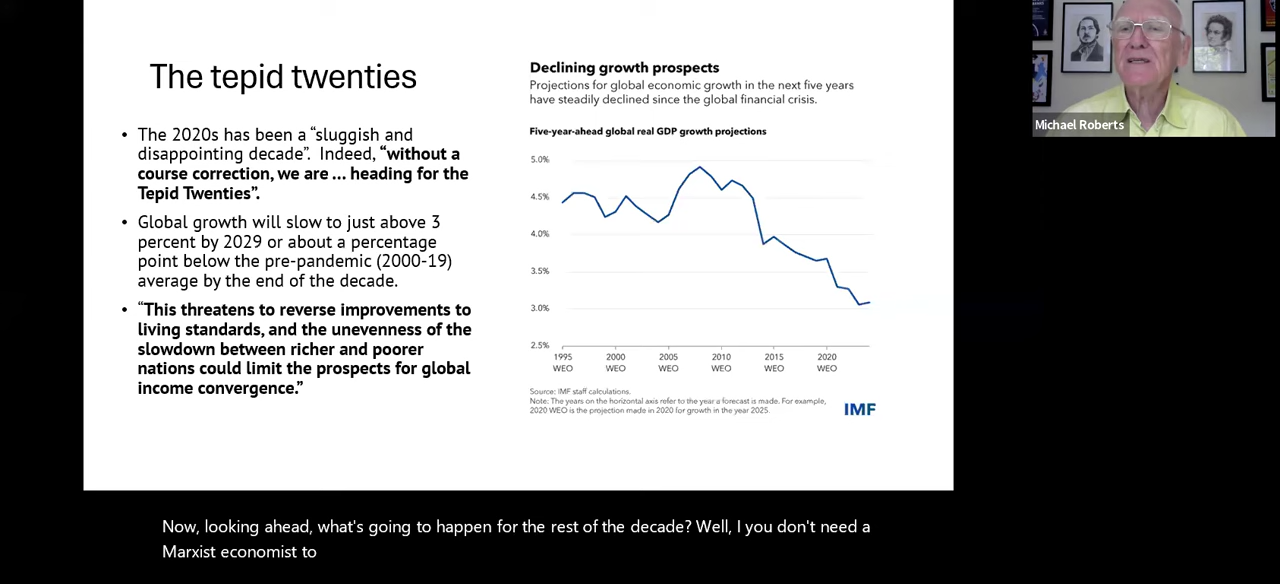 The tepid twenties
• The 2020s has been a “sluggish and
disappointing decade”. Indeed, “without a
course correction, we are … heading for the
Tepid Twenties”.
• Global growth will slow to just above 3
percent by 2029 or about a percentage
point below the pre-pandemic (2000-19)
average by the end of the decade.
• “This threatens to reverse improvements to
living standards, and the unevenness of the
slowdown between richer and poorer
nations could limit the prospects for global
income convergence.”
Declining growth prospects
Projections for global economic growth in the next five years
have steadily declined since the global financial crisis.
Five-year-ahead global real GDP growth projections
5.0%
4.5%
4.0%
3.5%
3.0%
2.5%
1995 2000 2005 2010 2015 2020
WEO WEO WEO WEO WEO WEO
Source: IMF staff calculations.
Note: The years on the horizontal axis refer to the year a forecast is made. For example,
2020 WEO is the projection made in 2020 for growth in the year 2025.
IMF
Michael Roberts
Now, looking ahead, what's going to happen for the rest of the decade? Well, I you don't need a
Marxist economist to